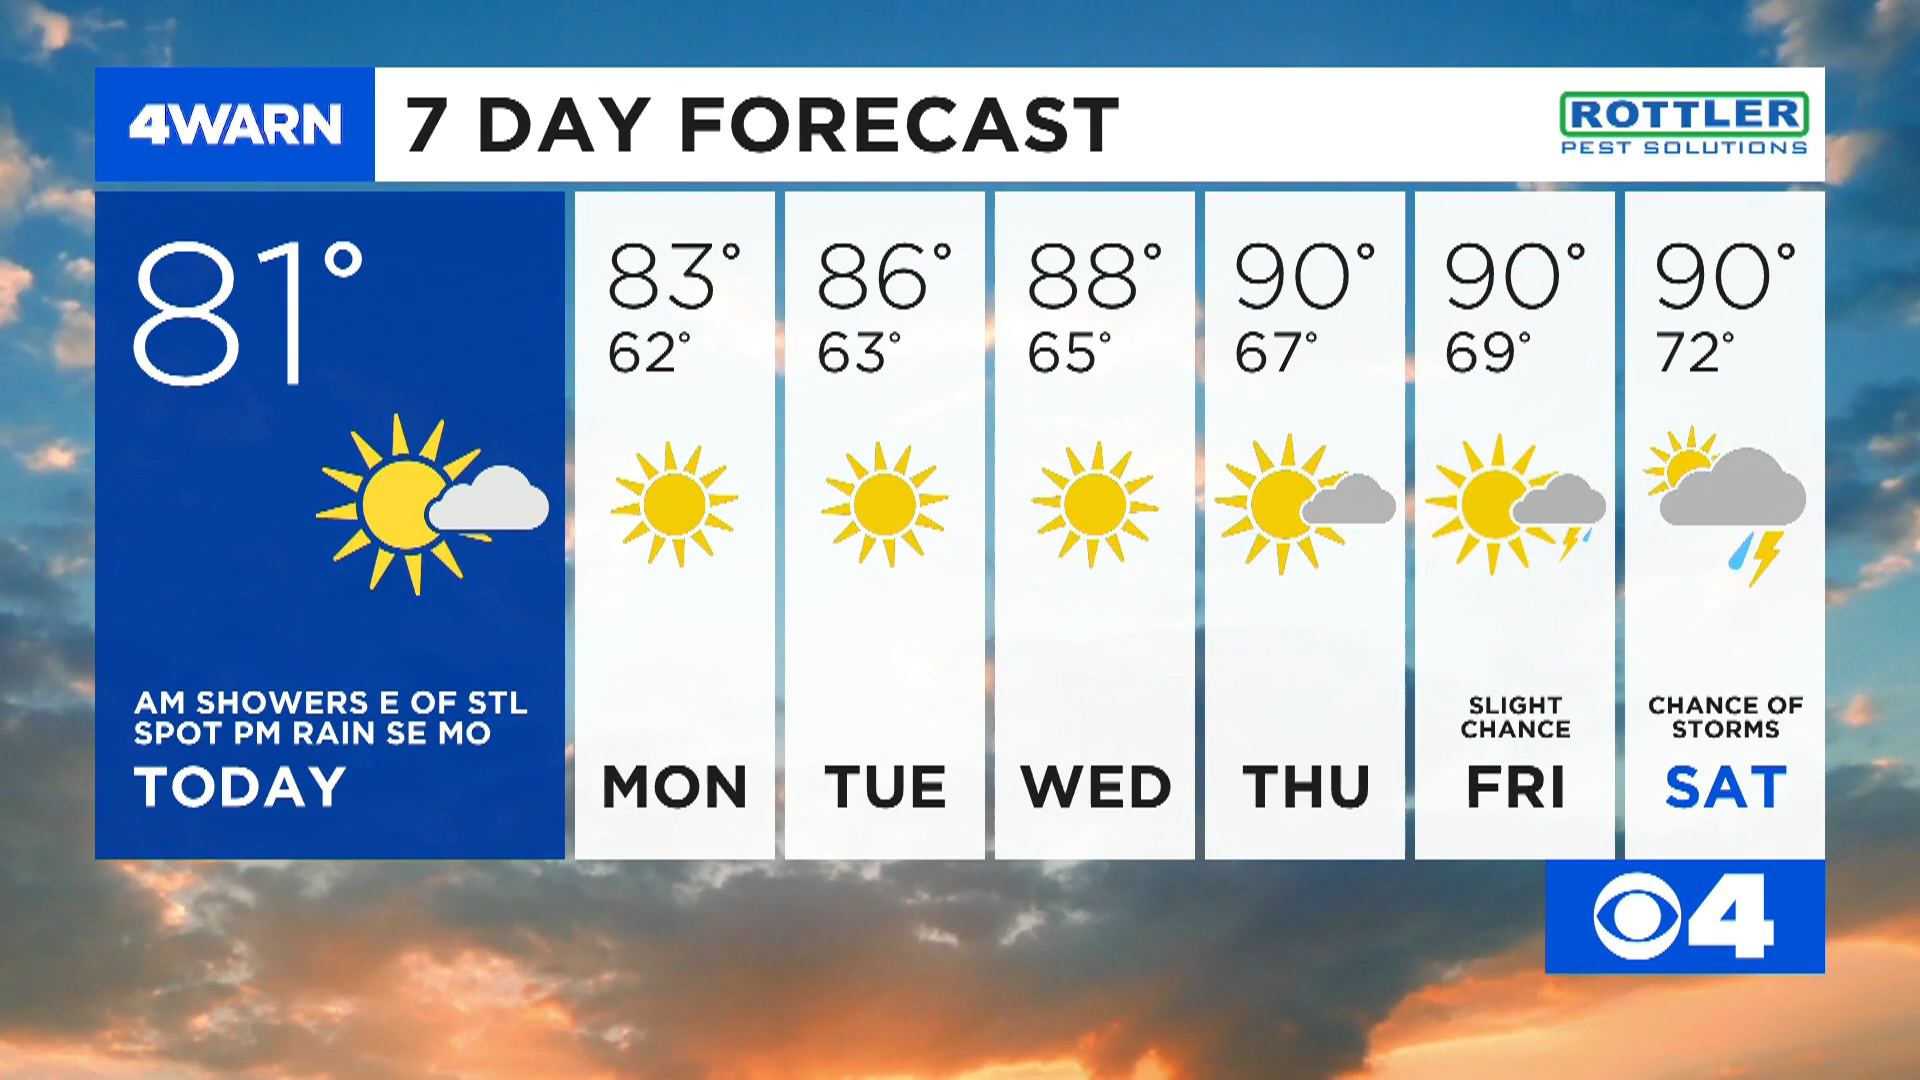 4WARN
7 DAY FORECAST
ROTTLER
PEST SOLUTIONS
81°
AM SHOWERS E OF STL
SPOT PM RAIN SE MO
TODAY
83°
62°
MON
86°
63°
TUE
88°
65°
WED
90°
67°
THU
90°
69°
SLIGHT
CHANCE
FRI
90°
72°
CHANCE OF
STORMS
SAT
4